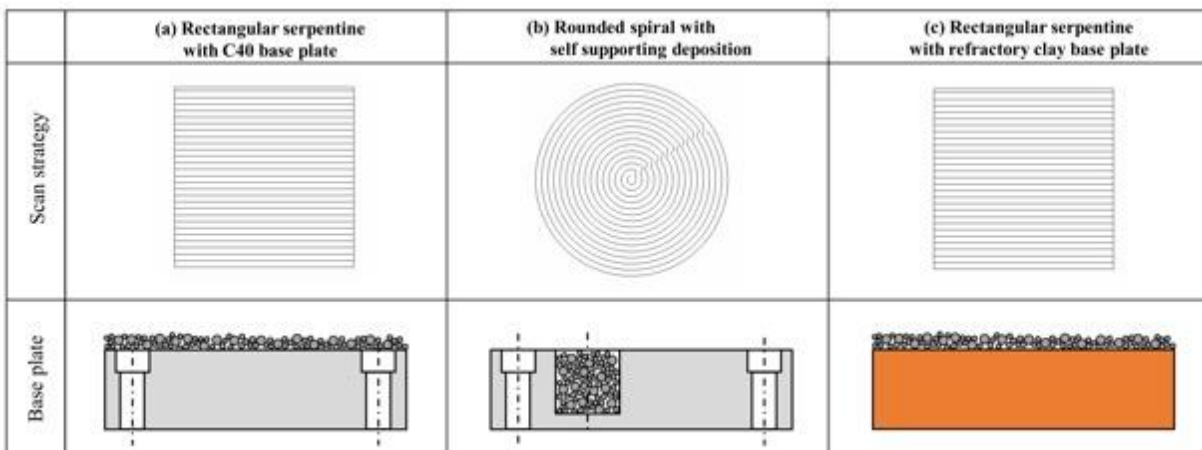 (a) Rectangular serpentine
with C40 base plate
(b) Rounded spiral with
self supporting deposition
(c) Rectangular serpentine
with refractory clay base plate
Scan strategy
Base plate